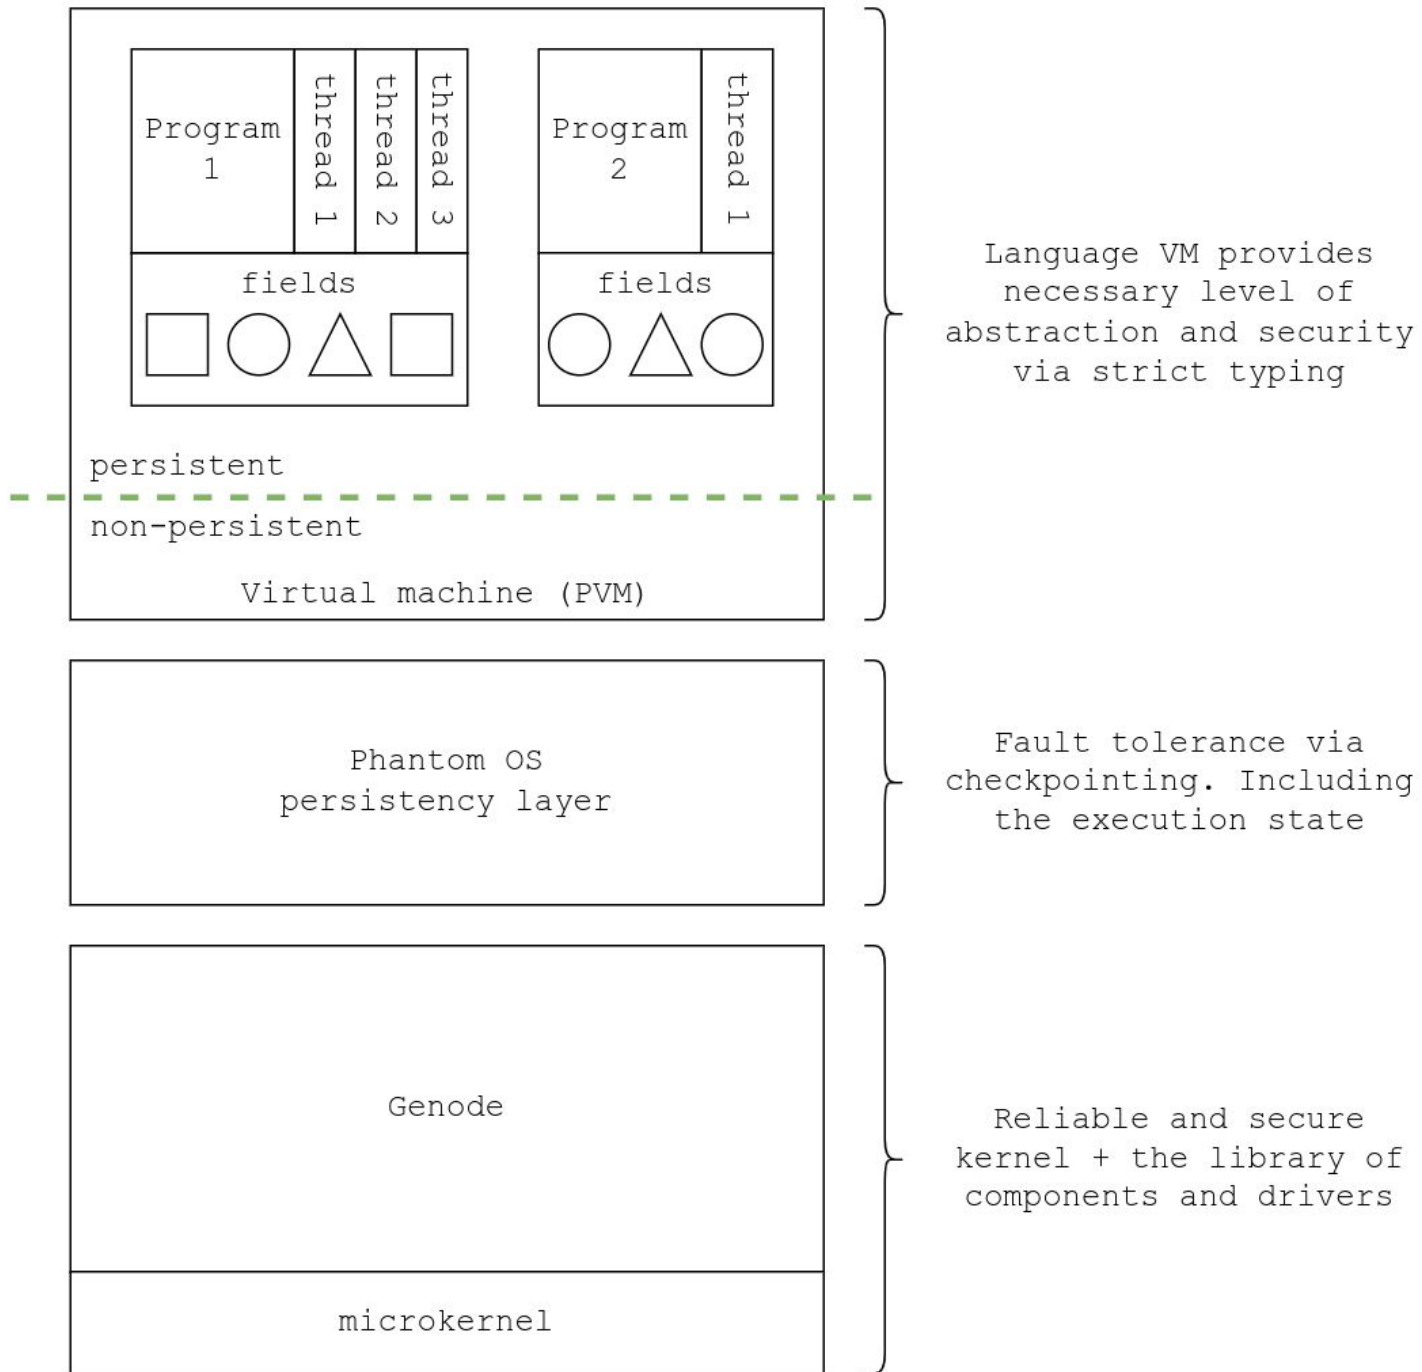 Program
1
thread 1
thread 2
thread 3
fields
Program
2
thread 1
fields
persistent
non-persistent
Virtual machine (PVM)
Language VM provides
necessary level of
abstraction and security
via strict typing
Phantom OS
persistency layer
Fault tolerance via
checkpointing. Including
the execution state
Genode
microkernel
Reliable and secure
kernel + the library of
components and drivers